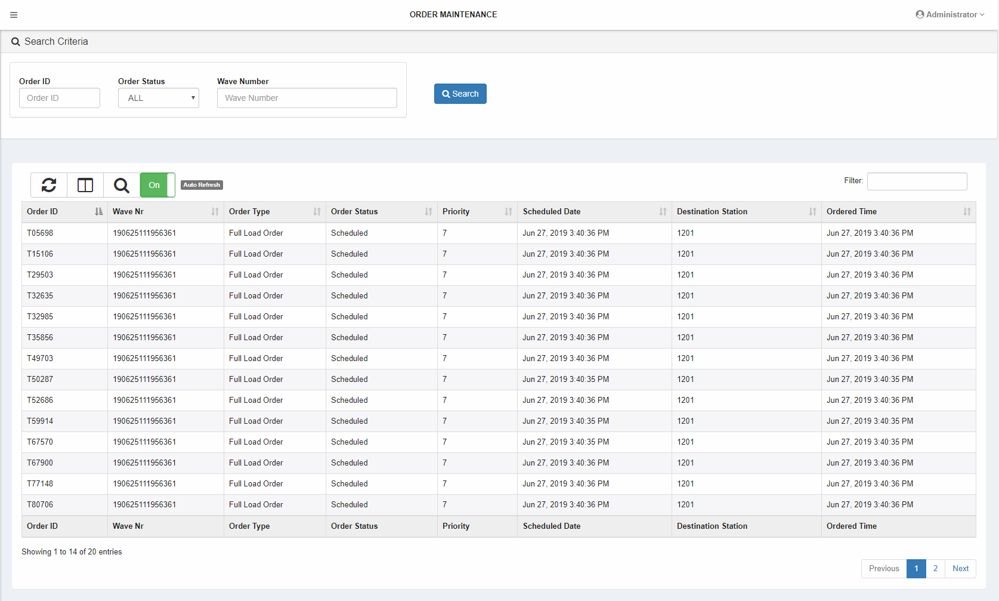 ORDER MAINTENANCE
Administrator
Search Criteria
Order ID Order Status Wave Number
Order ID ALL Wave Number Search
On Auto Refresh Filter:
Order ID Wave Nr Order Type Order Status Priority Scheduled Date Destination Station Ordered Time
T05698 190625111956361 Full Load Order Scheduled 7 Jun 27, 2019 3:40:36 PM 1201 Jun 27, 2019 3:40:36 PM
T15106 190625111956361 Full Load Order Scheduled 7 Jun 27, 2019 3:40:36 PM 1201 Jun 27, 2019 3:40:36 PM
T29503 190625111956361 Full Load Order Scheduled 7 Jun 27, 2019 3:40:36 PM 1201 Jun 27, 2019 3:40:36 PM
T32635 190625111956361 Full Load Order Scheduled 7 Jun 27, 2019 3:40:36 PM 1201 Jun 27, 2019 3:40:36 PM
T32985 190625111956361 Full Load Order Scheduled 7 Jun 27, 2019 3:40:36 PM 1201 Jun 27, 2019 3:40:36 PM
T35856 190625111956361 Full Load Order Scheduled 7 Jun 27, 2019 3:40:36 PM 1201 Jun 27, 2019 3:40:36 PM
T49703 190625111956361 Full Load Order Scheduled 7 Jun 27, 2019 3:40:36 PM 1201 Jun 27, 2019 3:40:36 PM
T50287 190625111956361 Full Load Order Scheduled 7 Jun 27, 2019 3:40:35 PM 1201 Jun 27, 2019 3:40:35 PM
T52686 190625111956361 Full Load Order Scheduled 7 Jun 27, 2019 3:40:36 PM 1201 Jun 27, 2019 3:40:36 PM
T59914 190625111956361 Full Load Order Scheduled 7 Jun 27, 2019 3:40:35 PM 1201 Jun 27, 2019 3:40:35 PM
T67570 190625111956361 Full Load Order Scheduled 7 Jun 27, 2019 3:40:35 PM 1201 Jun 27, 2019 3:40:35 PM
T67900 190625111956361 Full Load Order Scheduled 7 Jun 27, 2019 3:40:36 PM 1201 Jun 27, 2019 3:40:36 PM
T77148 190625111956361 Full Load Order Scheduled 7 Jun 27, 2019 3:40:36 PM 1201 Jun 27, 2019 3:40:36 PM
T80706 190625111956361 Full Load Order Scheduled 7 Jun 27, 2019 3:40:36 PM 1201 Jun 27, 2019 3:40:36 PM
Order ID Wave Nr Order Type Order Status Priority Scheduled Date Destination Station Ordered Time
Showing 1 to 14 of 20 entries
Previous 1 2 Next